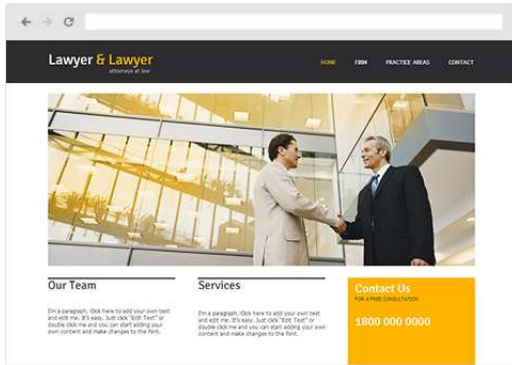 Lawyer & Lawyer
attorneys at law
HOME FIRM PRACTICE AREAS CONTACT
Our Team
I'm a paragraph. Click here to add your own text
and edit me. It's easy. Just click "Edit Text" or
double click me and you can start adding your
own content and make changes to the font.
Services
I'm a paragraph. Click here to add your own text
and edit me. It's easy. Just click "Edit Text" or
double click me and you can start adding your own
content and make changes to the font.
Contact Us
FOR A FREE CONSULTATION
1800 000 0000